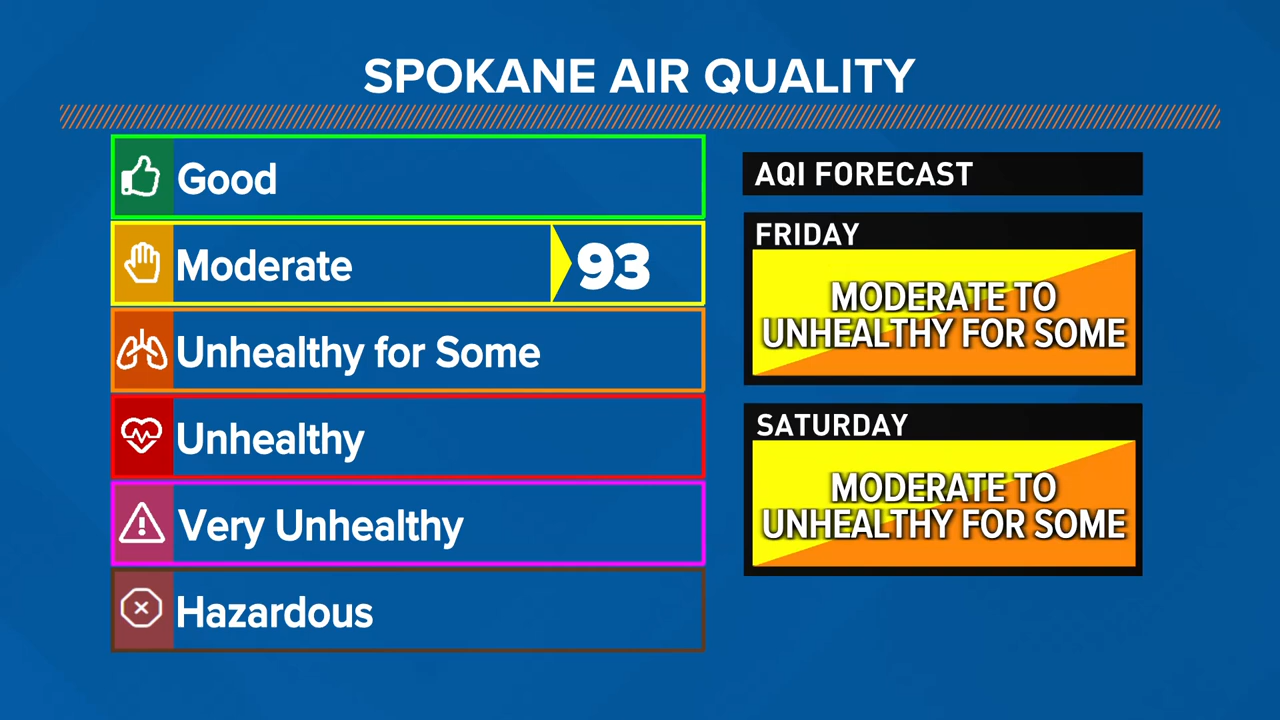 SPOKANE AIR QUALITY
Good
Moderate 93
Unhealthy for Some
Unhealthy
Very Unhealthy
Hazardous
AQI FORECAST
FRIDAY
MODERATE TO
UNHEALTHY FOR SOME
SATURDAY
MODERATE TO
UNHEALTHY FOR SOME